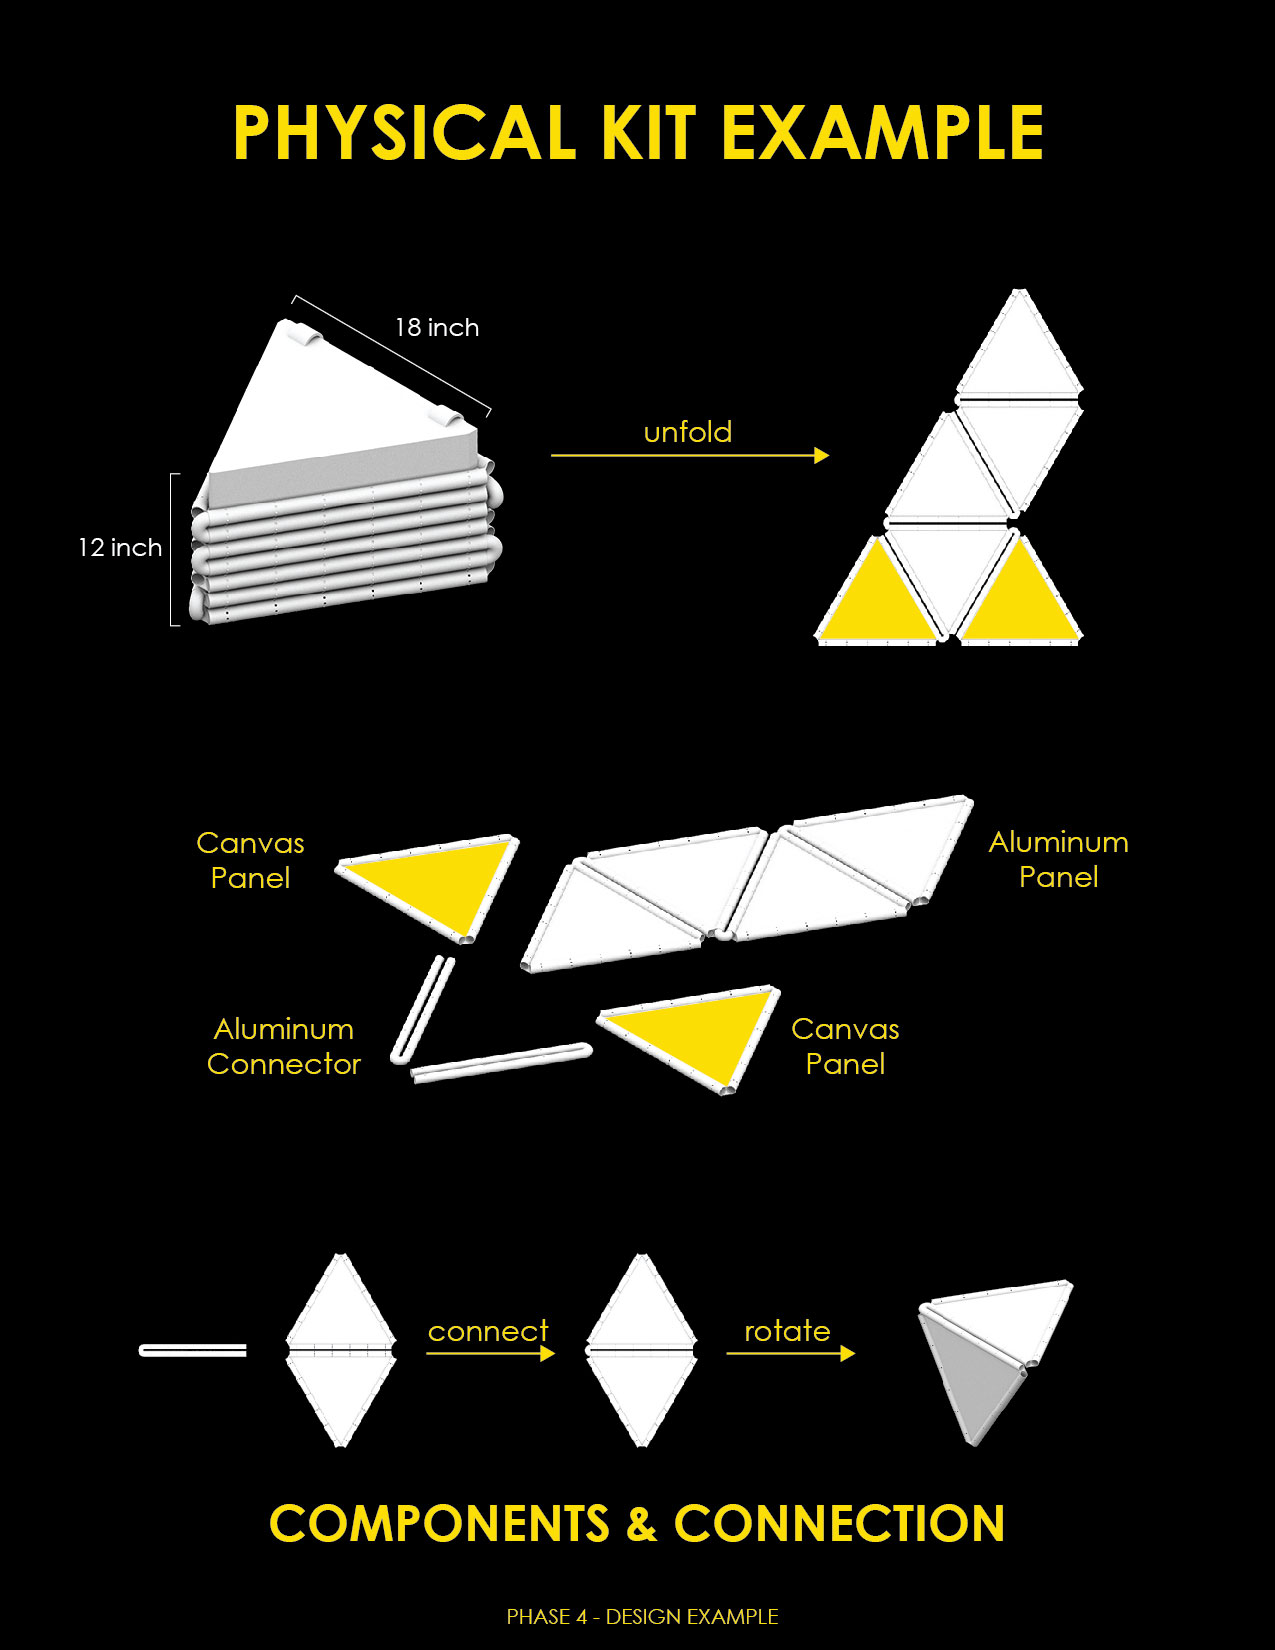 PHYSICAL KIT EXAMPLE
18 inch
unfold
12 inch
Canvas
Panel
Aluminum
Panel
Aluminum
Connector
Canvas
Panel
connect
rotate
COMPONENTS & CONNECTION
PHASE 4 - DESIGN EXAMPLE